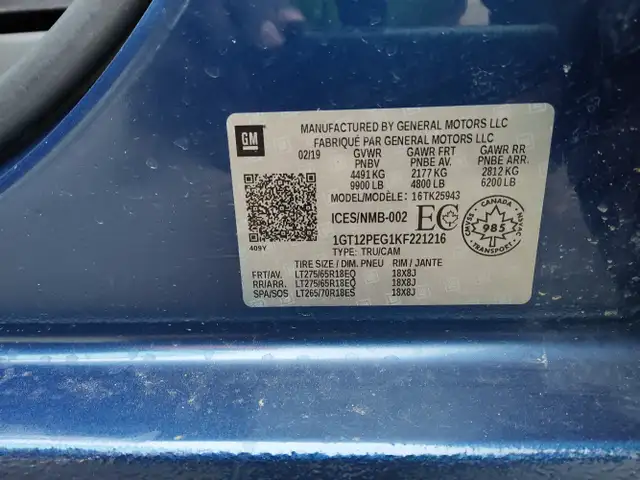 GM
MANUFACTURED BY GENERAL MOTORS LLC
FABRIQUÉ PAR GENERAL MOTORS LLC
02/19 GVWR GAWR FRT GAWR RR
PNBV PNBE AV. PNBE ARR.
4491 KG 2177 KG 2812 KG
9900 LB 4800 LB 6200 LB
MODEL/MODÈLE: 16TK25943
ICES/NMB-002 EC
CANADA
985
1GT12PEG1KF221216
409Y
TYPE: TRU/CAM
TIRE SIZE / DIM. PNEU RIM / JANTE
FRT/AV. LT275/65R18EQ 18X8J
RR/ARR. LT275/65R18EQ 18X8J
SPA/SOS LT265/70R18ES 18X8J